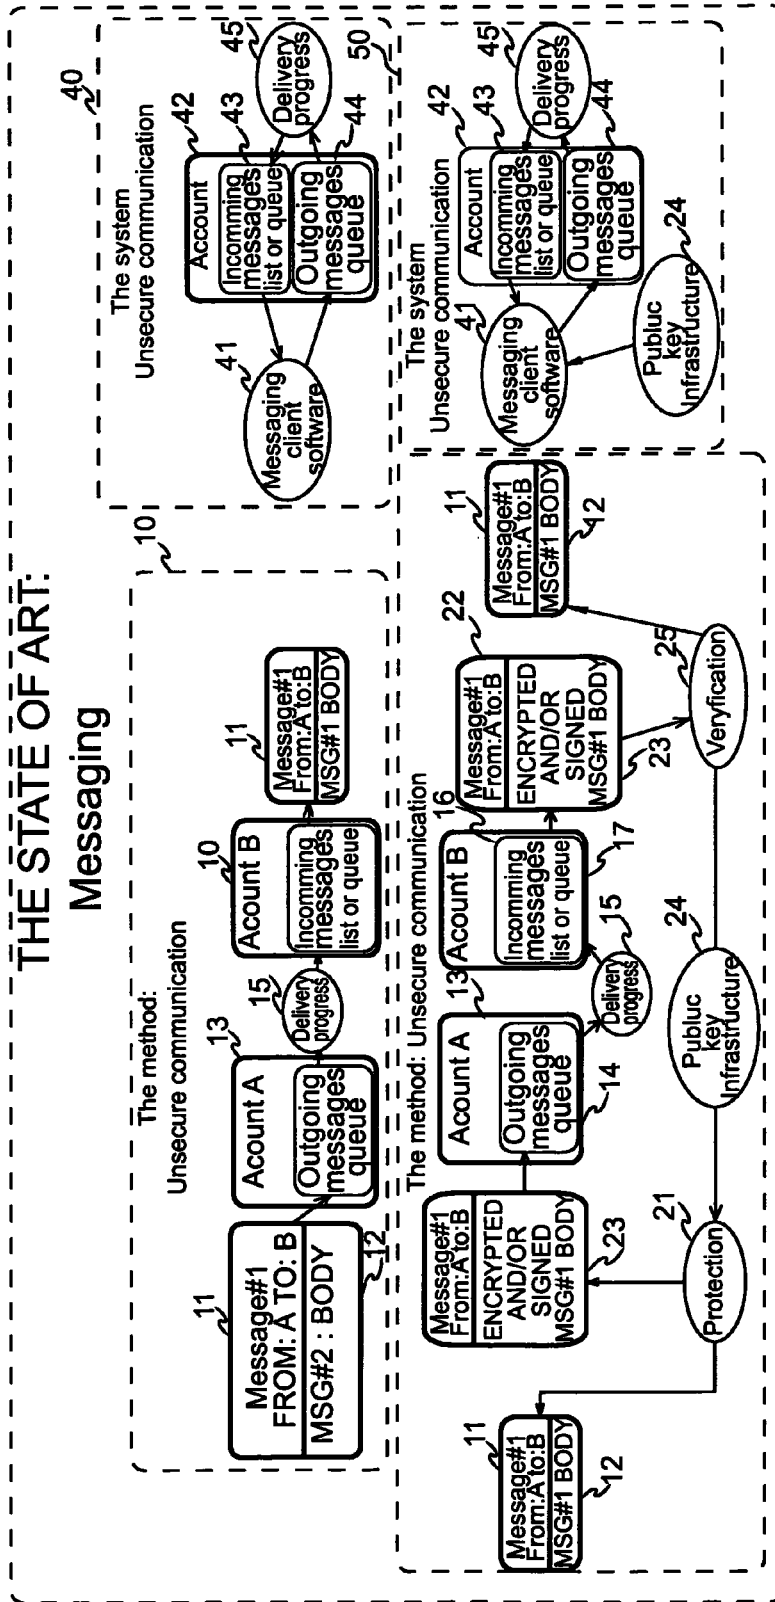 THE STATE OF ART:
Messaging
The method:
Unsecure communication
10
11
Message#1
FROM: A TO: B
MSG#2 : BODY
12
13
Acount A
Outgoing
messages
queue
15
Delivery
progress
10
Acount B
Incomming
messages
list or queue
11
Message#1
From:A to:B
MSG#1 BODY
40
The system
Unsecure communication
41
Messaging
client
software
42
Account
43
Incomming
messages
list or queue
Outgoing
messages
queue
44
45
Delivery
progress
The method: Unsecure communication
11
Message#1
From:A to:B
MSG#1 BODY
12
Message#1
From:A to:B
ENCRYPTED
AND/OR
SIGNED
MSG#1 BODY
23
21
Protection
13
Acount A
Outgoing
messages
queue
14
15
Delivery
progress
16
Acount B
Incomming
messages
list or queue
17
24
Publuc
key
Infrastructure
22
Message#1
From:A to:B
ENCRYPTED
AND/OR
SIGNED
MSG#1 BODY
23
25
Veryfication
11
Message#1
From:A to:B
MSG#1 BODY
12
50
The system
Unsecure communication
41
Messaging
client
software
42
Account
43
Incomming
messages
list or queue
Outgoing
messages
queue
44
45
Delivery
progress
24
Publuc
key
Infrastructure